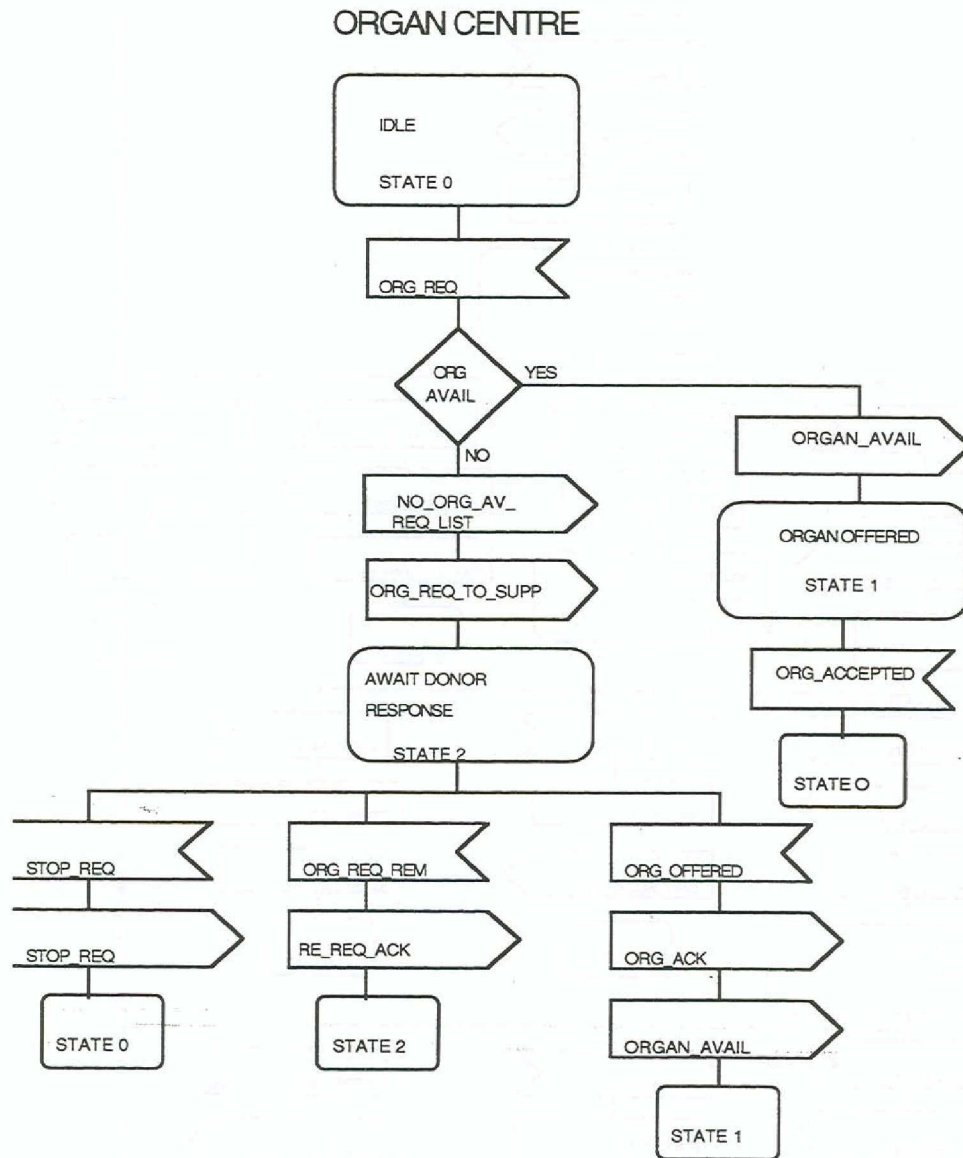 ORGAN CENTRE
IDLE
STATE 0
ORG_REQ
ORG
AVAIL
YES
NO
ORGAN_AVAIL
NO_ORG_AV_
REQ_LIST
ORGAN OFFERED
STATE 1
ORG_REQ_TO_SUPP
ORG_ACCEPTED
AWAIT DONOR
RESPONSE
STATE 2
STATE O
STOP_REQ
ORG_REQ_REM
ORG_OFFERED
STOP_REQ
RE_REQ_ACK
ORG_ACK
STATE 0
STATE 2
ORGAN_AVAIL
STATE 1